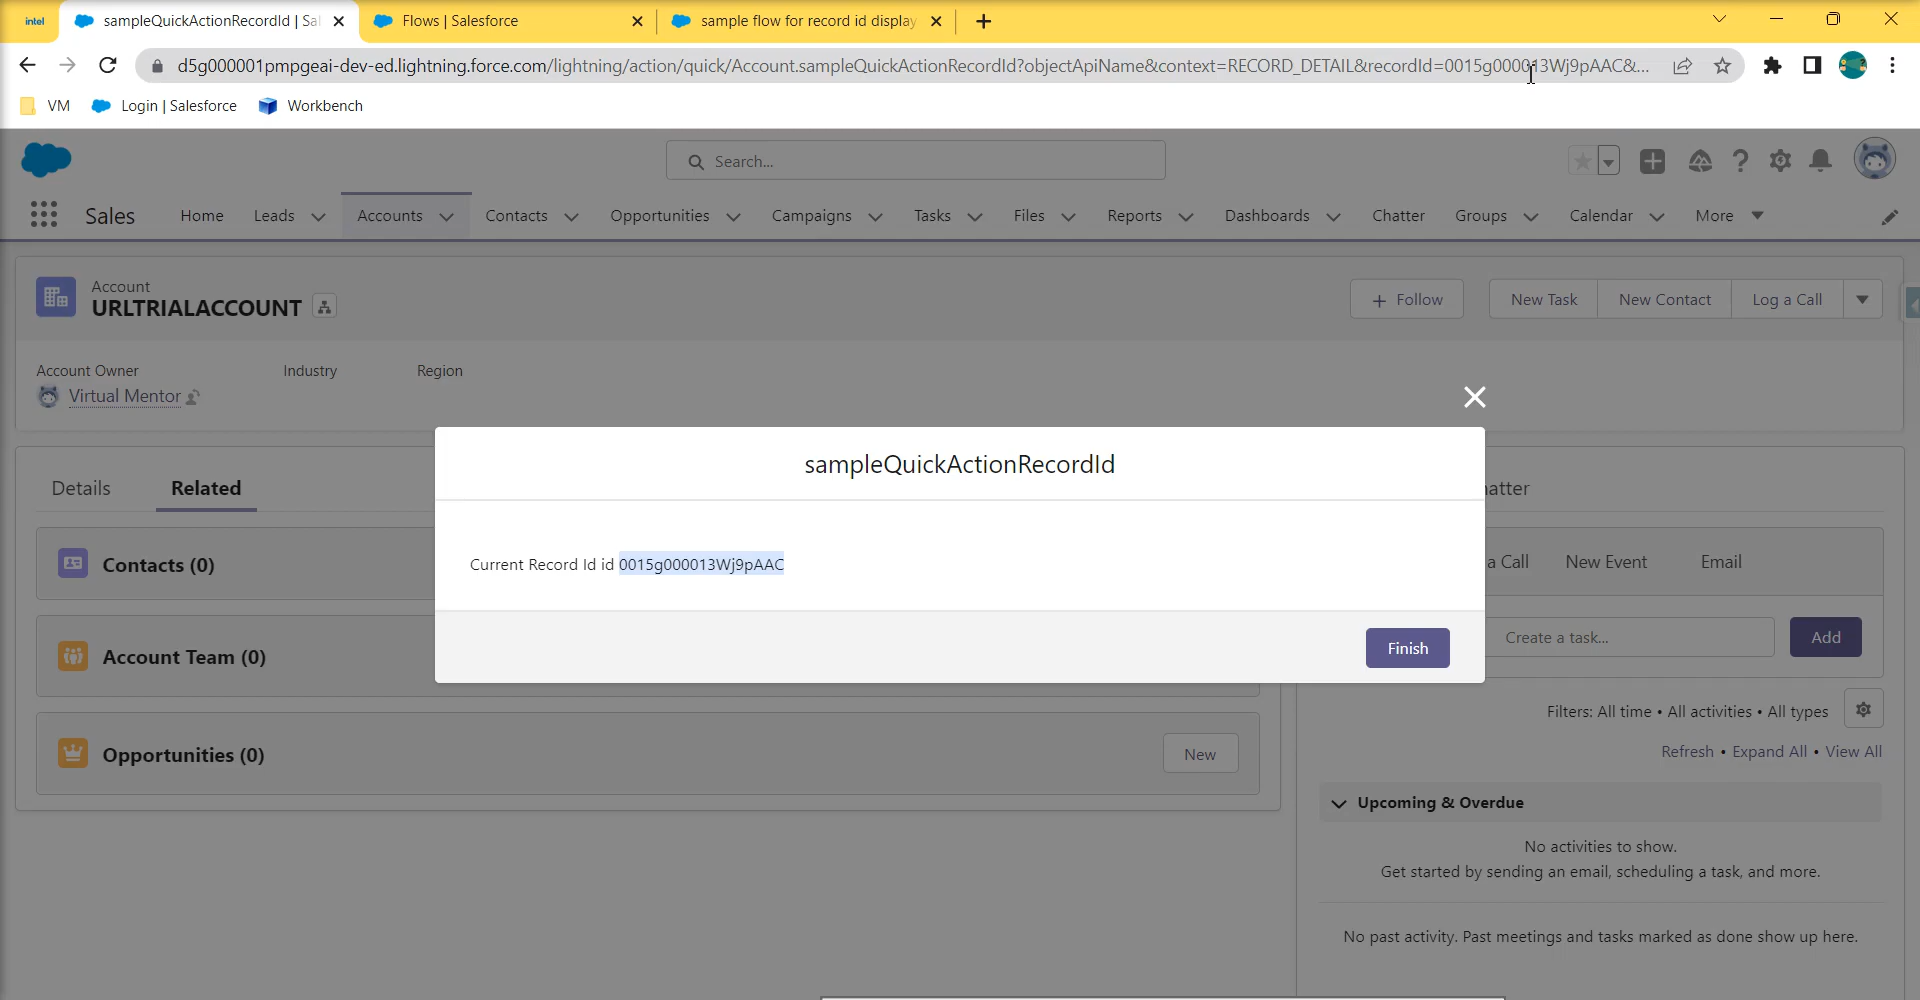 intel
sampleQuickActionRecordId | Sal
Flows | Salesforce
sample flow for record id display
d5g000001pmpgeai-dev-ed.lightning.force.com/lightning/action/quick/Account.sampleQuickActionRecordId?objectApiName&context=RECORD_DETAIL&recordId=0015g000013Wj9pAAC&...
VM
Login | Salesforce
Workbench
Search...
Sales
Home
Leads
Accounts
Contacts
Opportunities
Campaigns
Tasks
Files
Reports
Dashboards
Chatter
Groups
Calendar
More
Account
URLTRIALACCOUNT
+ Follow
New Task
New Contact
Log a Call
Account Owner
Industry
Region
Virtual Mentor
sampleQuickActionRecordId
Details
Related
atter
Current Record Id id 0015g000013Wj9pAAC
Finish
Contacts (0)
Account Team (0)
Opportunities (0)
New
a Call
New Event
Email
Create a task...
Add
Filters: All time • All activities • All types
Refresh • Expand All • View All
Upcoming & Overdue
No activities to show.
Get started by sending an email, scheduling a task, and more.
No past activity. Past meetings and tasks marked as done show up here.